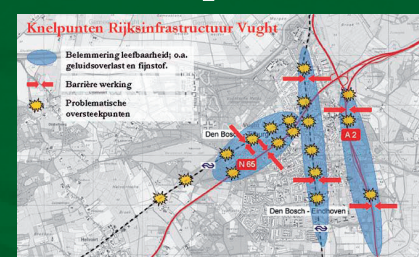 Knelpunten Rijksinfrastructuur Vught
Belemmering leefbaarheid; o.a.
geluidsoverlast en fijnstof.
Barrière werking
Problematische
oversteekpunten
Den Bosch
N 65
A 2
Den Bosch - Eindhoven
Helvoirt